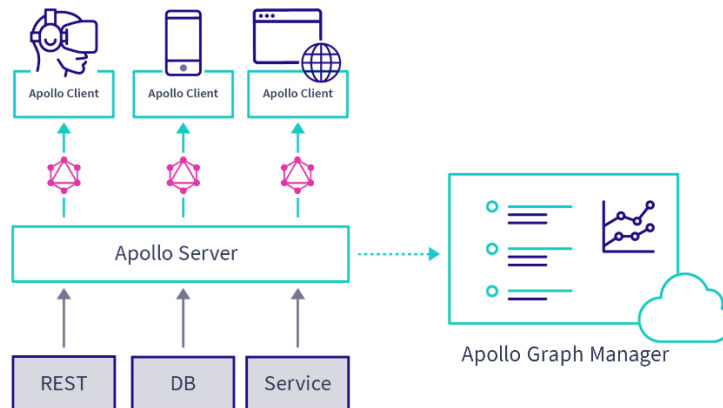 Apollo Client
Apollo Client
Apollo Client
Apollo Server
Apollo Graph Manager
REST
DB
Service